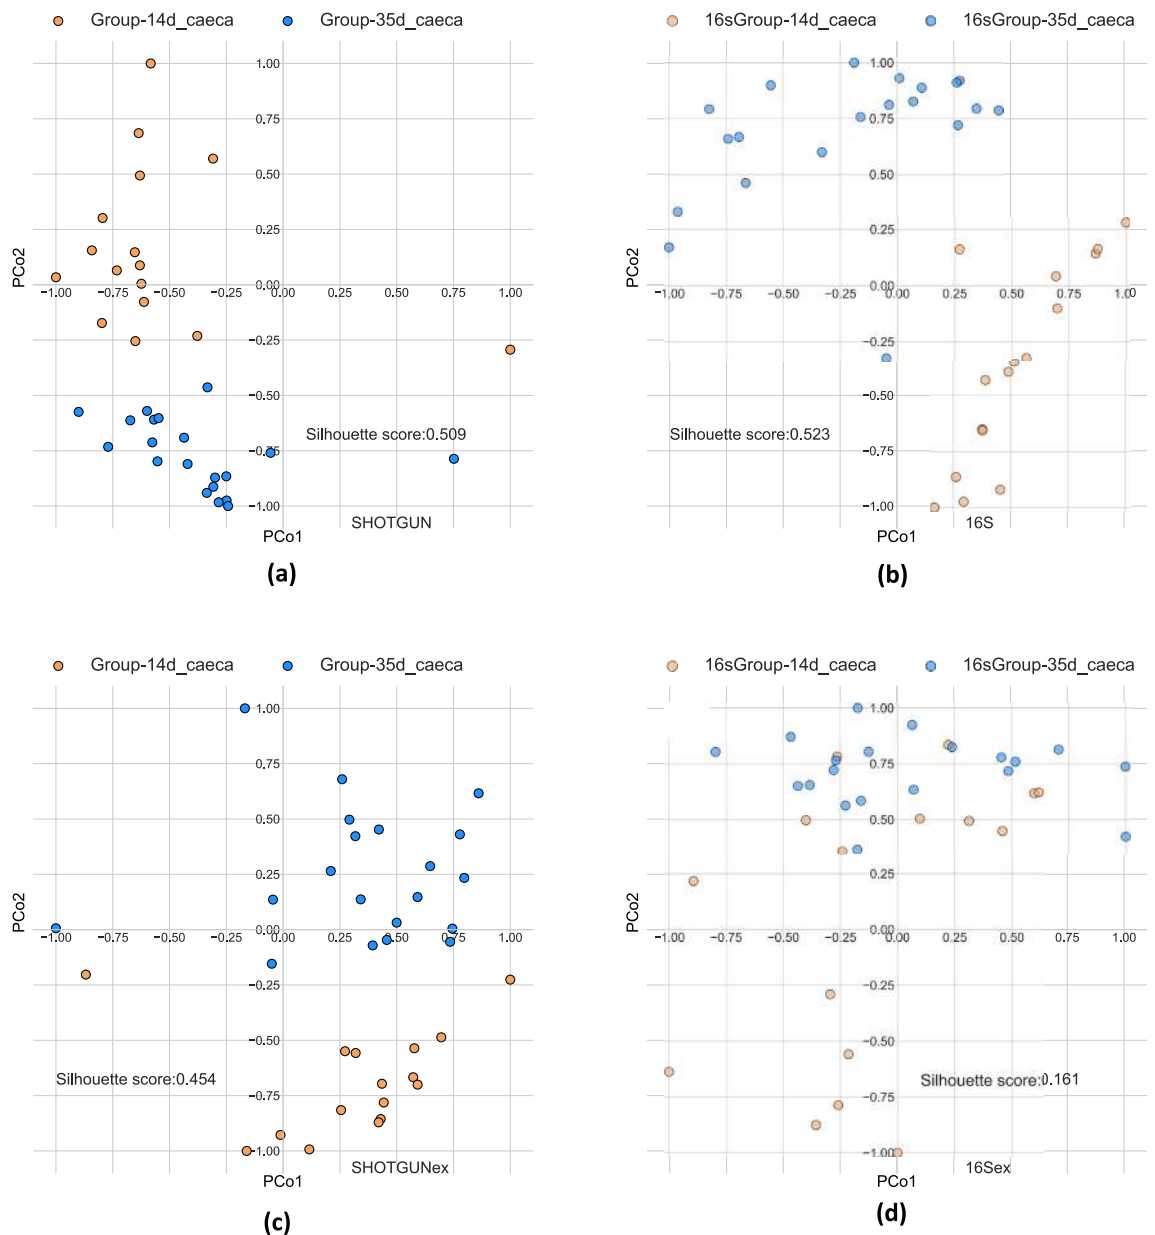 Group-14d_caeca Group-35d_caeca
1.00
0.75
0.50
0.25
0.00
PCo2
−1.00 −0.75 −0.50 −0.25 0.00 0.25 0.50 0.75 1.00
−0.25
−0.50
Silhouette score:0.509
−0.75
−1.00
SHOTGUN
PCo1
(a)
16sGroup-14d_caeca 16sGroup-35d_caeca
1.00
0.75
0.50
0.25
0.00
PCo2
−1.00 −0.75 −0.50 −0.25 0.00 0.25 0.50 0.75 1.00
−0.25
−0.50
Silhouette score:0.523
−0.75
−1.00
16S
PCo1
(b)
Group-14d_caeca Group-35d_caeca
1.00
0.75
0.50
0.25
0.00
PCo2
−1.00 −0.75 −0.50 −0.25 0.00 0.25 0.50 0.75 1.00
−0.25
−0.50
Silhouette score:0.454
−0.75
−1.00
SHOTGUNex
PCo1
(c)
16sGroup-14d_caeca 16sGroup-35d_caeca
1.00
0.75
0.50
0.25
0.00
PCo2
−1.00 −0.75 −0.50 −0.25 0.00 0.25 0.50 0.75 1.00
−0.25
−0.50
Silhouette score:0.161
−0.75
−1.00
16Sex
PCo1
(d)